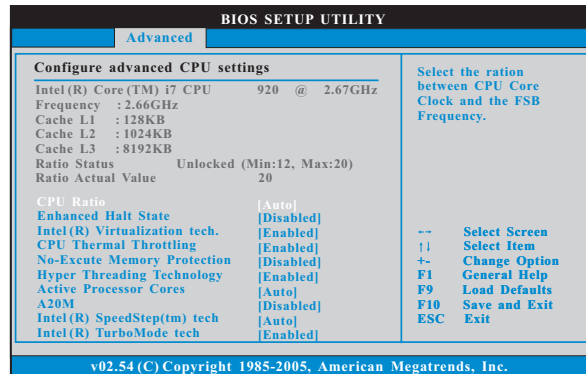 BIOS SETUP UTILITY
Advanced
Configure advanced CPU settings
Intel(R) Core(TM) i7 CPU 920 @ 2.67GHz
Frequency : 2.66GHz
Cache L1 : 128KB
Cache L2 : 1024KB
Cache L3 : 8192KB
Ratio Status Unlocked (Min:12, Max:20)
Ratio Actual Value 20
CPU Ratio [Auto]
Enhanced Halt State [Disabled]
Intel(R) Virtualization tech. [Enabled]
CPU Thermal Throttling [Enabled]
No-Excute Memory Protection [Disabled]
Hyper Threading Technology [Enabled]
Active Processor Cores [Auto]
A20M [Disabled]
Intel(R) SpeedStep(tm) tech [Auto]
Intel(R) TurboMode tech [Enabled]
Select the ration
between CPU Core
Clock and the FSB
Frequency.
←→ Select Screen
↑↓ Select Item
+- Change Option
F1 General Help
F9 Load Defaults
F10 Save and Exit
ESC Exit
v02.54 (C) Copyright 1985-2005, American Megatrends, Inc.